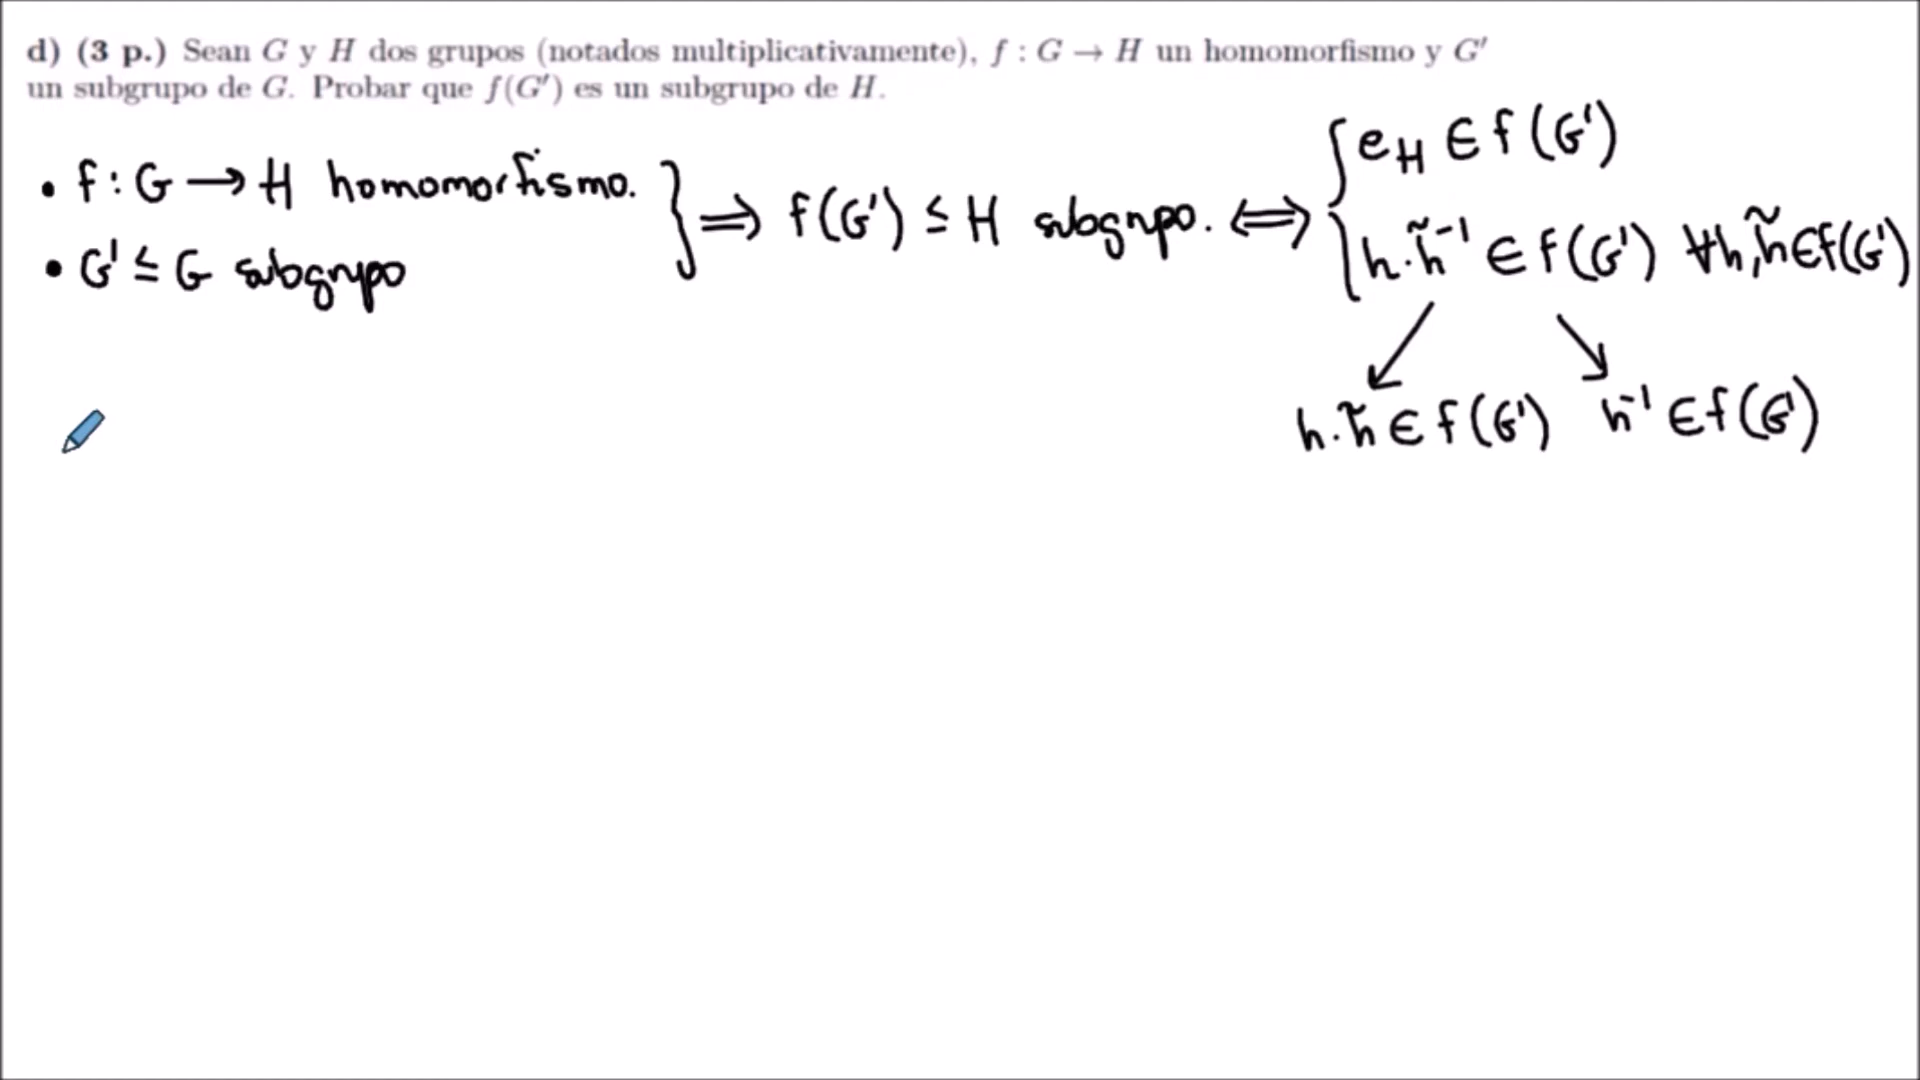 d) (3 p.) Sean G y H dos grupos (notados multiplicativamente), f : G → H un homomorfismo y G′
un subgrupo de G. Probar que f(G′) es un subgrupo de H.
• f : G → H homomorfismo.
• G' ≤ G subgrupo
} ⇒ f(G') ≤ H subgrupo. ⇔ {
e_H ∈ f(G')
h·h̃⁻¹ ∈ f(G') ∀h, h̃ ∈ f(G')
↙ ↘
h·h̃ ∈ f(G') h⁻¹ ∈ f(G')